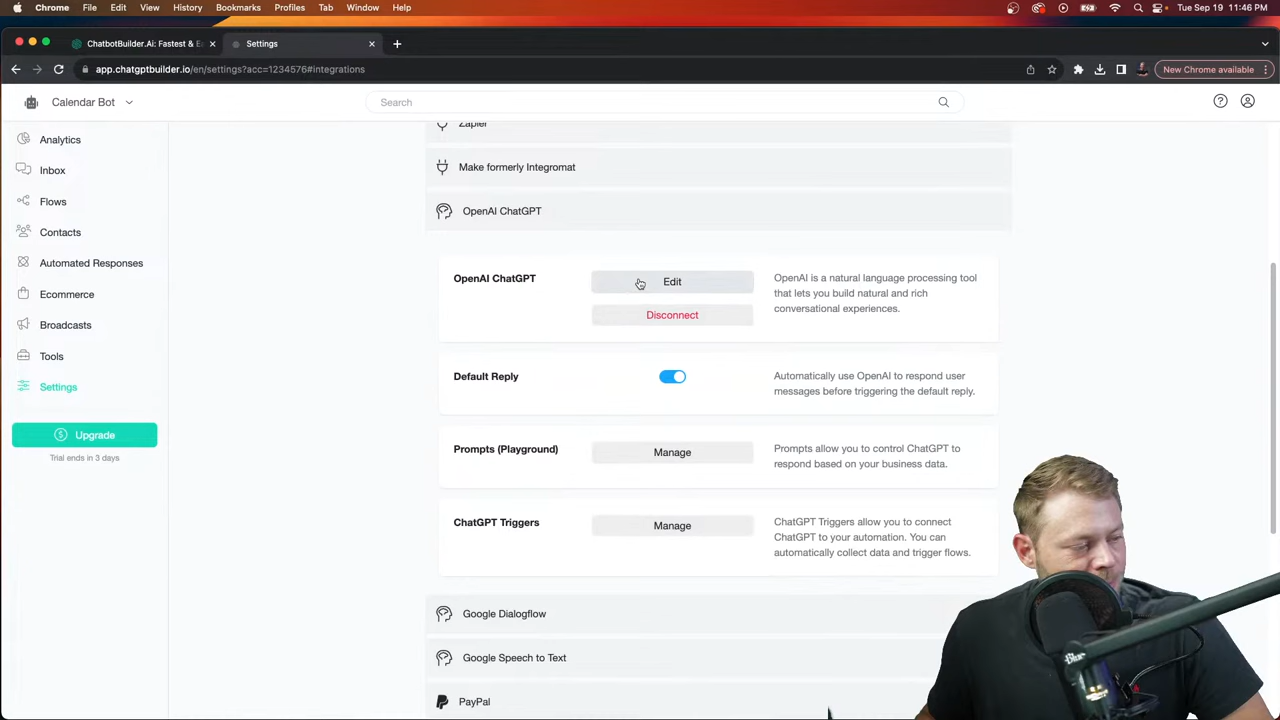 Chrome File Edit View History Bookmarks Profiles Tab Window Help Tue Sep 19 11:46 PM
ChatbotBuilder.Ai: Fastest & E Settings
app.chatgptbuilder.io/en/settings?acc=1234576#integrations New Chrome available
Calendar Bot Search
Zapier
Analytics
Make formerly Integromat
Inbox
Flows
OpenAI ChatGPT
Contacts
Automated Responses
Ecommerce
Broadcasts
Tools
Settings
Upgrade
Trial ends in 3 days
OpenAI ChatGPT
Edit
Disconnect
OpenAI is a natural language processing tool
that lets you build natural and rich
conversational experiences.
Default Reply
Automatically use OpenAI to respond user
messages before triggering the default reply.
Prompts (Playground)
Manage
Prompts allow you to control ChatGPT to
respond based on your business data.
ChatGPT Triggers
Manage
ChatGPT Triggers allow you to connect
ChatGPT to your automation. You can
automatically collect data and trigger flows.
Google Dialogflow
Google Speech to Text
PayPal
Blue